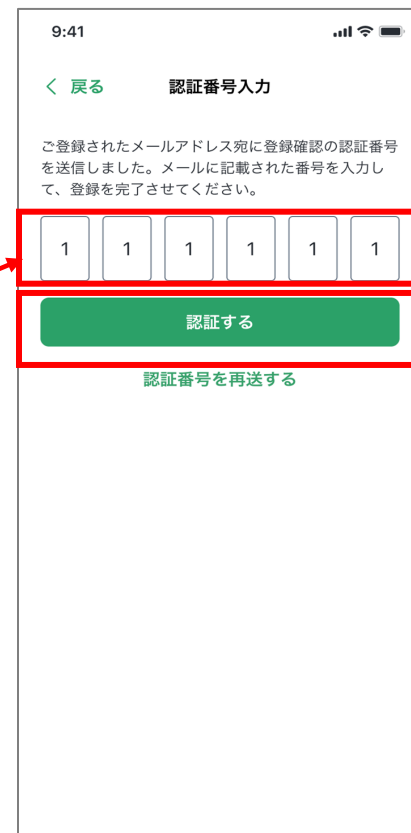 9:41
戻る 認証番号入力
ご登録されたメールアドレス宛に登録確認の認証番号
を送信しました。メールに記載された番号を入力し
て、登録を完了させてください。
1 1 1 1 1 1
認証する
認証番号を再送する